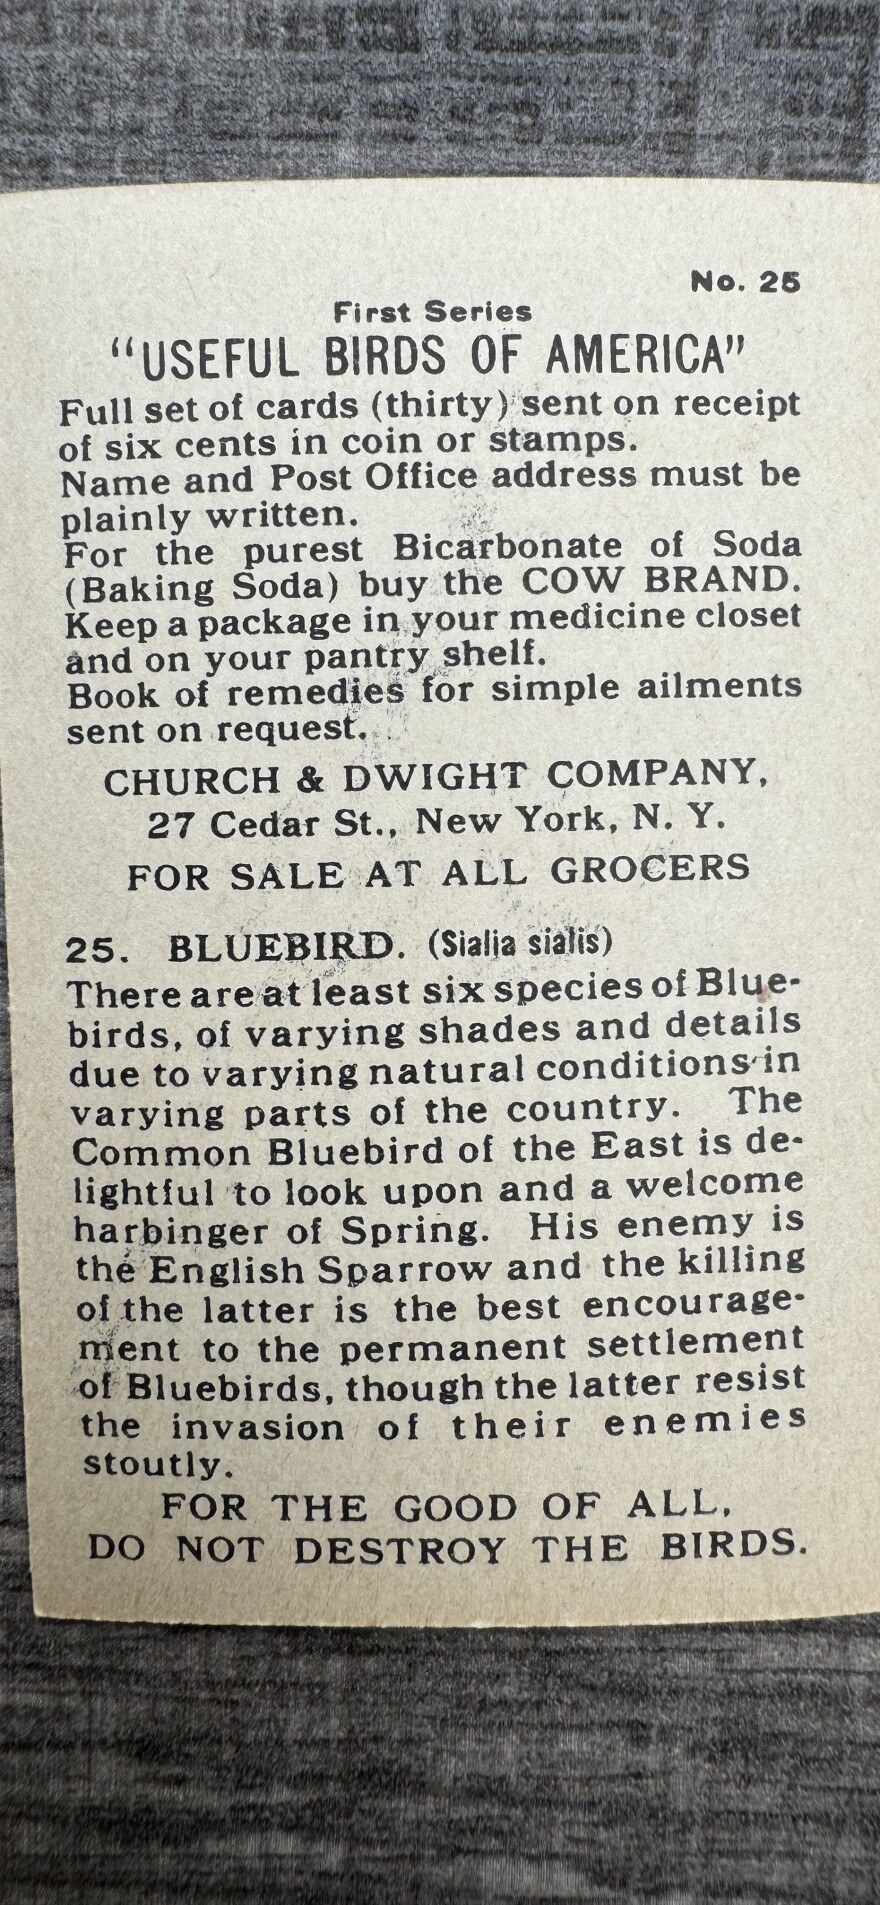 No. 25
First Series
"USEFUL BIRDS OF AMERICA"
Full set of cards (thirty) sent on receipt
of six cents in coin or stamps.
Name and Post Office address must be
plainly written.
For the purest Bicarbonate of Soda
(Baking Soda) buy the COW BRAND.
Keep a package in your medicine closet
and on your pantry shelf.
Book of remedies for simple ailments
sent on request.
CHURCH & DWIGHT COMPANY,
27 Cedar St., New York, N. Y.
FOR SALE AT ALL GROCERS
25. BLUEBIRD. (Sialia sialis)
There are at least six species of Blue-
birds, of varying shades and details
due to varying natural conditions in
varying parts of the country. The
Common Bluebird of the East is de-
lightful to look upon and a welcome
harbinger of Spring. His enemy is
the English Sparrow and the killing
of the latter is the best encourage-
ment to the permanent settlement
of Bluebirds, though the latter resist
the invasion of their enemies
stoutly.
FOR THE GOOD OF ALL,
DO NOT DESTROY THE BIRDS.